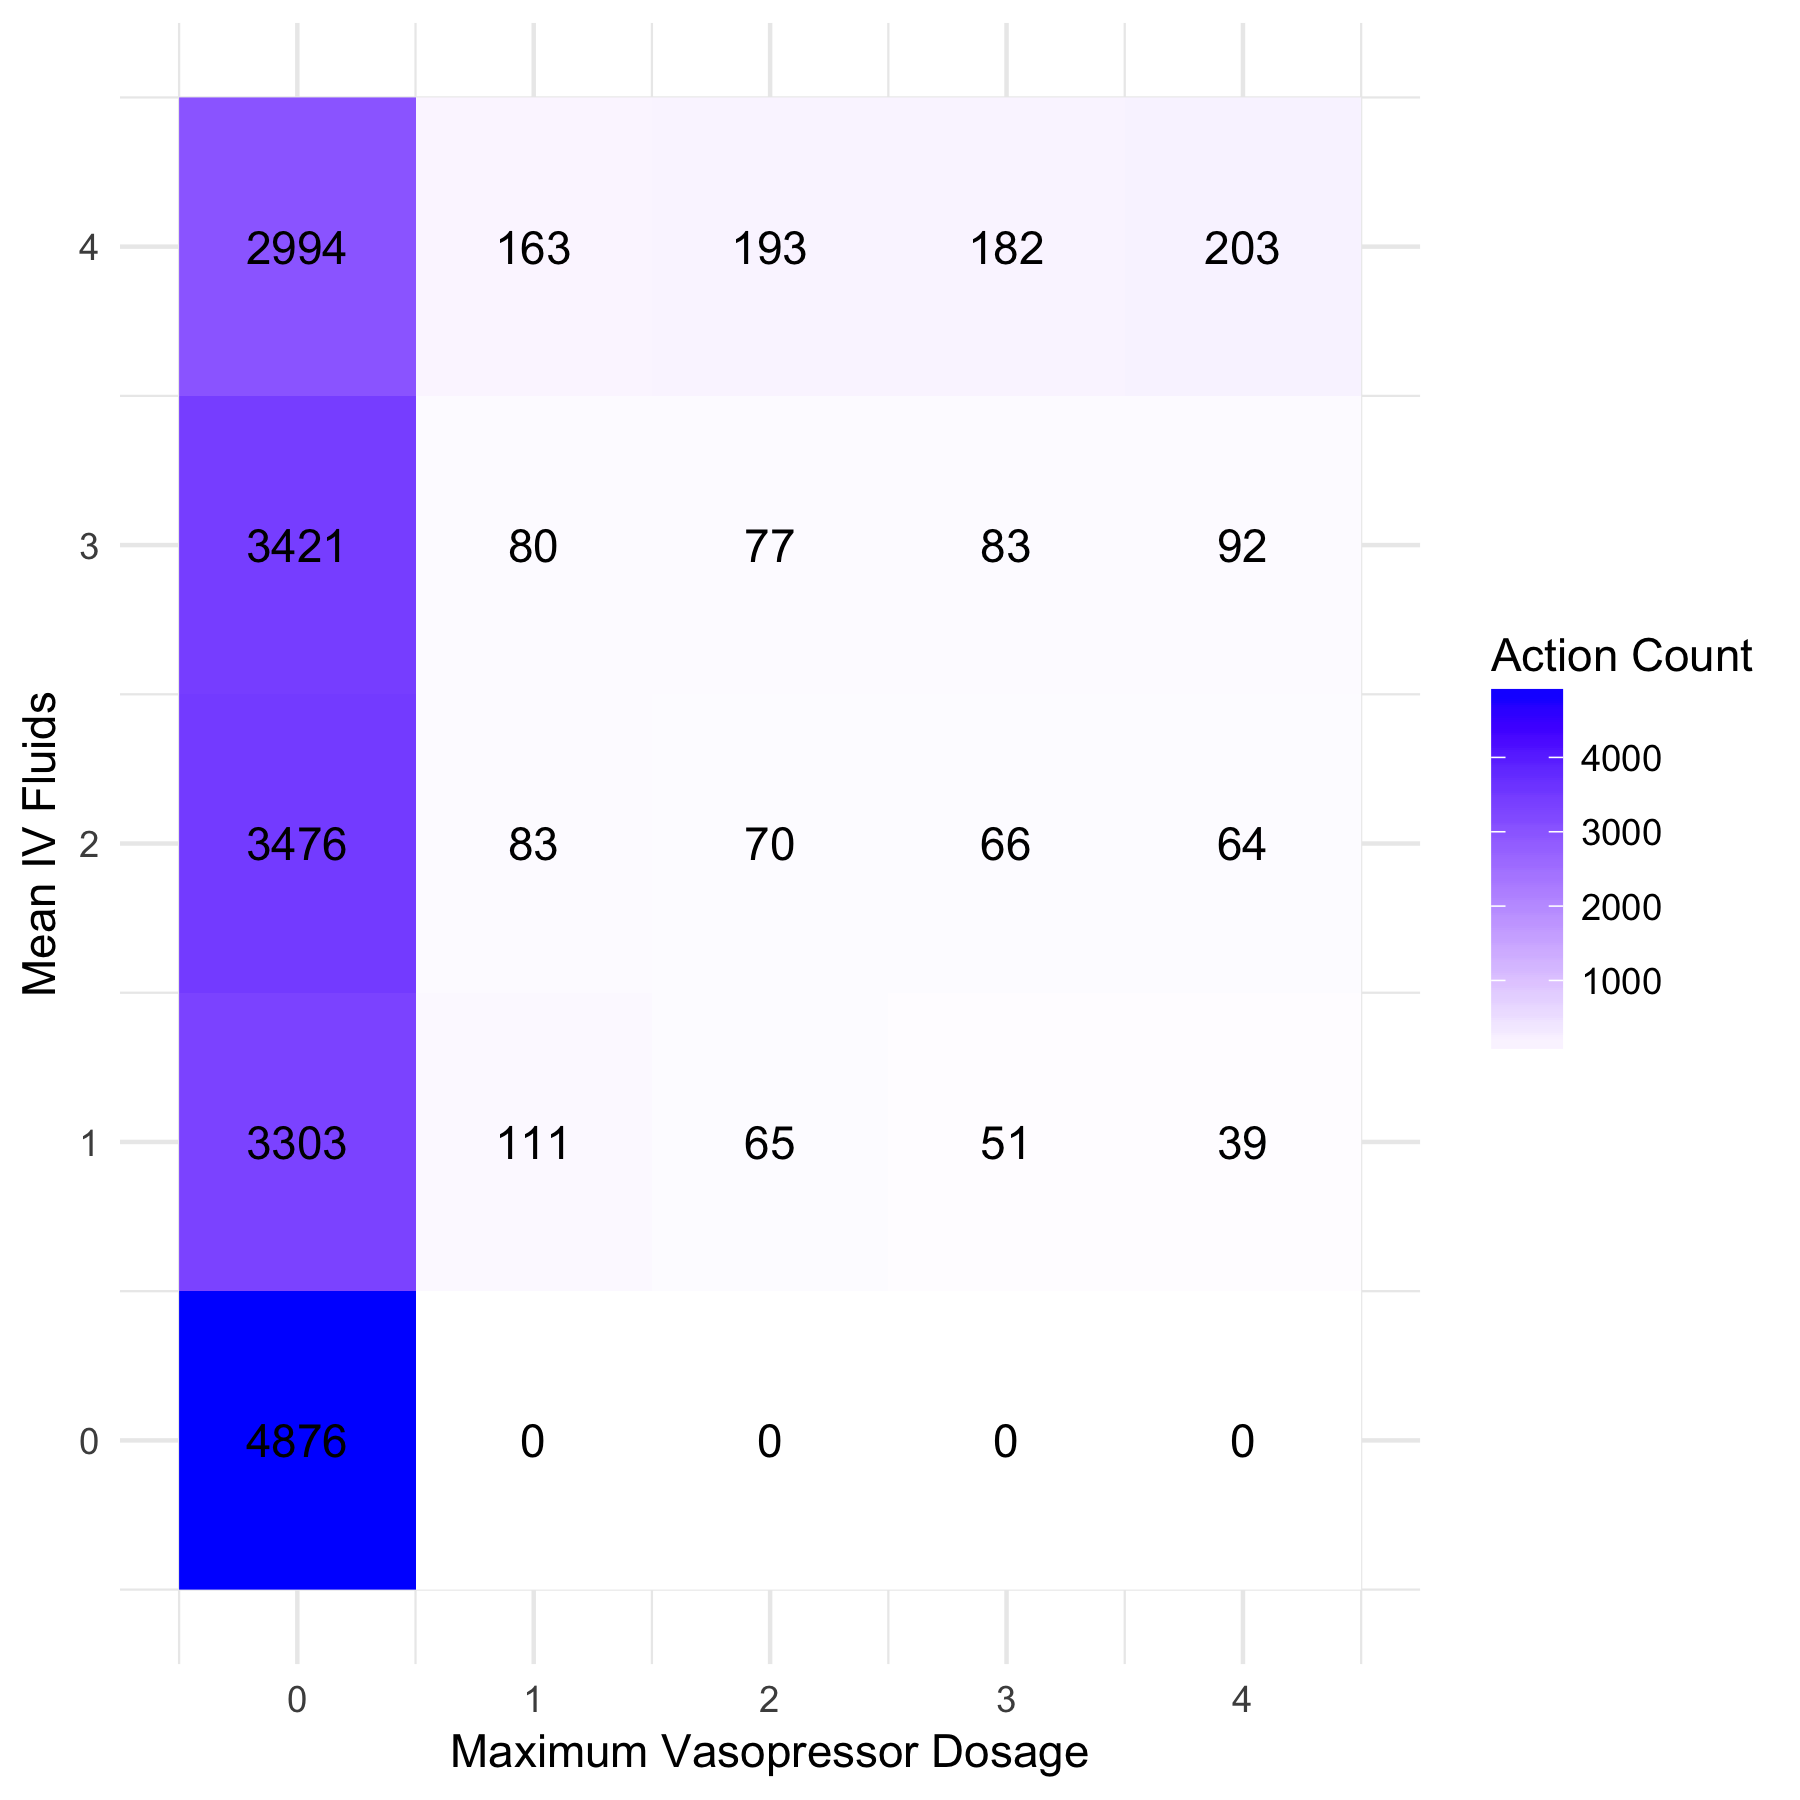 4 2994 163 193 182 203
3 3421 80 77 83 92
2 3476 83 70 66 64
1 3303 111 65 51 39
0 4876 0 0 0 0
0 1 2 3 4
Maximum Vasopressor Dosage
Mean IV Fluids
Action Count
4000
3000
2000
1000